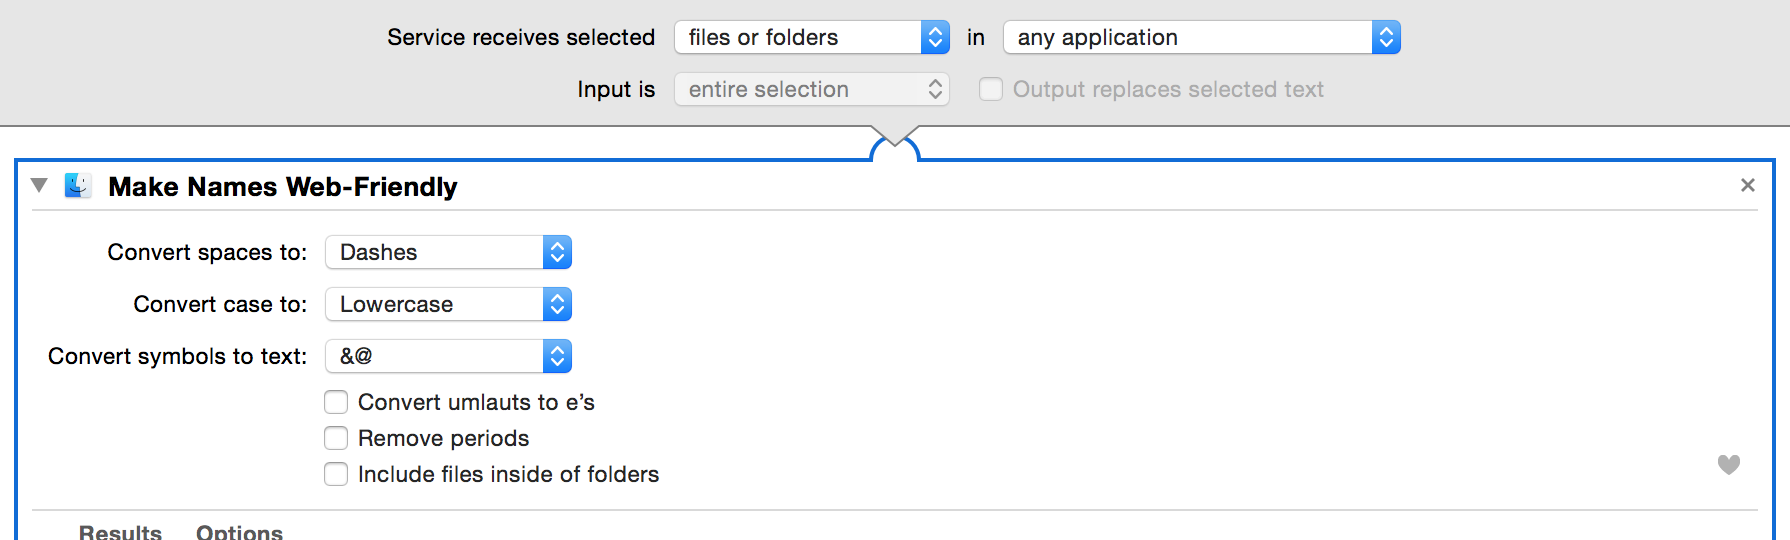 Service receives selected files or folders in any application
Input is entire selection Output replaces selected text
Make Names Web-Friendly
Convert spaces to: Dashes
Convert case to: Lowercase
Convert symbols to text: &@
Convert umlauts to e’s
Remove periods
Include files inside of folders
Results Options